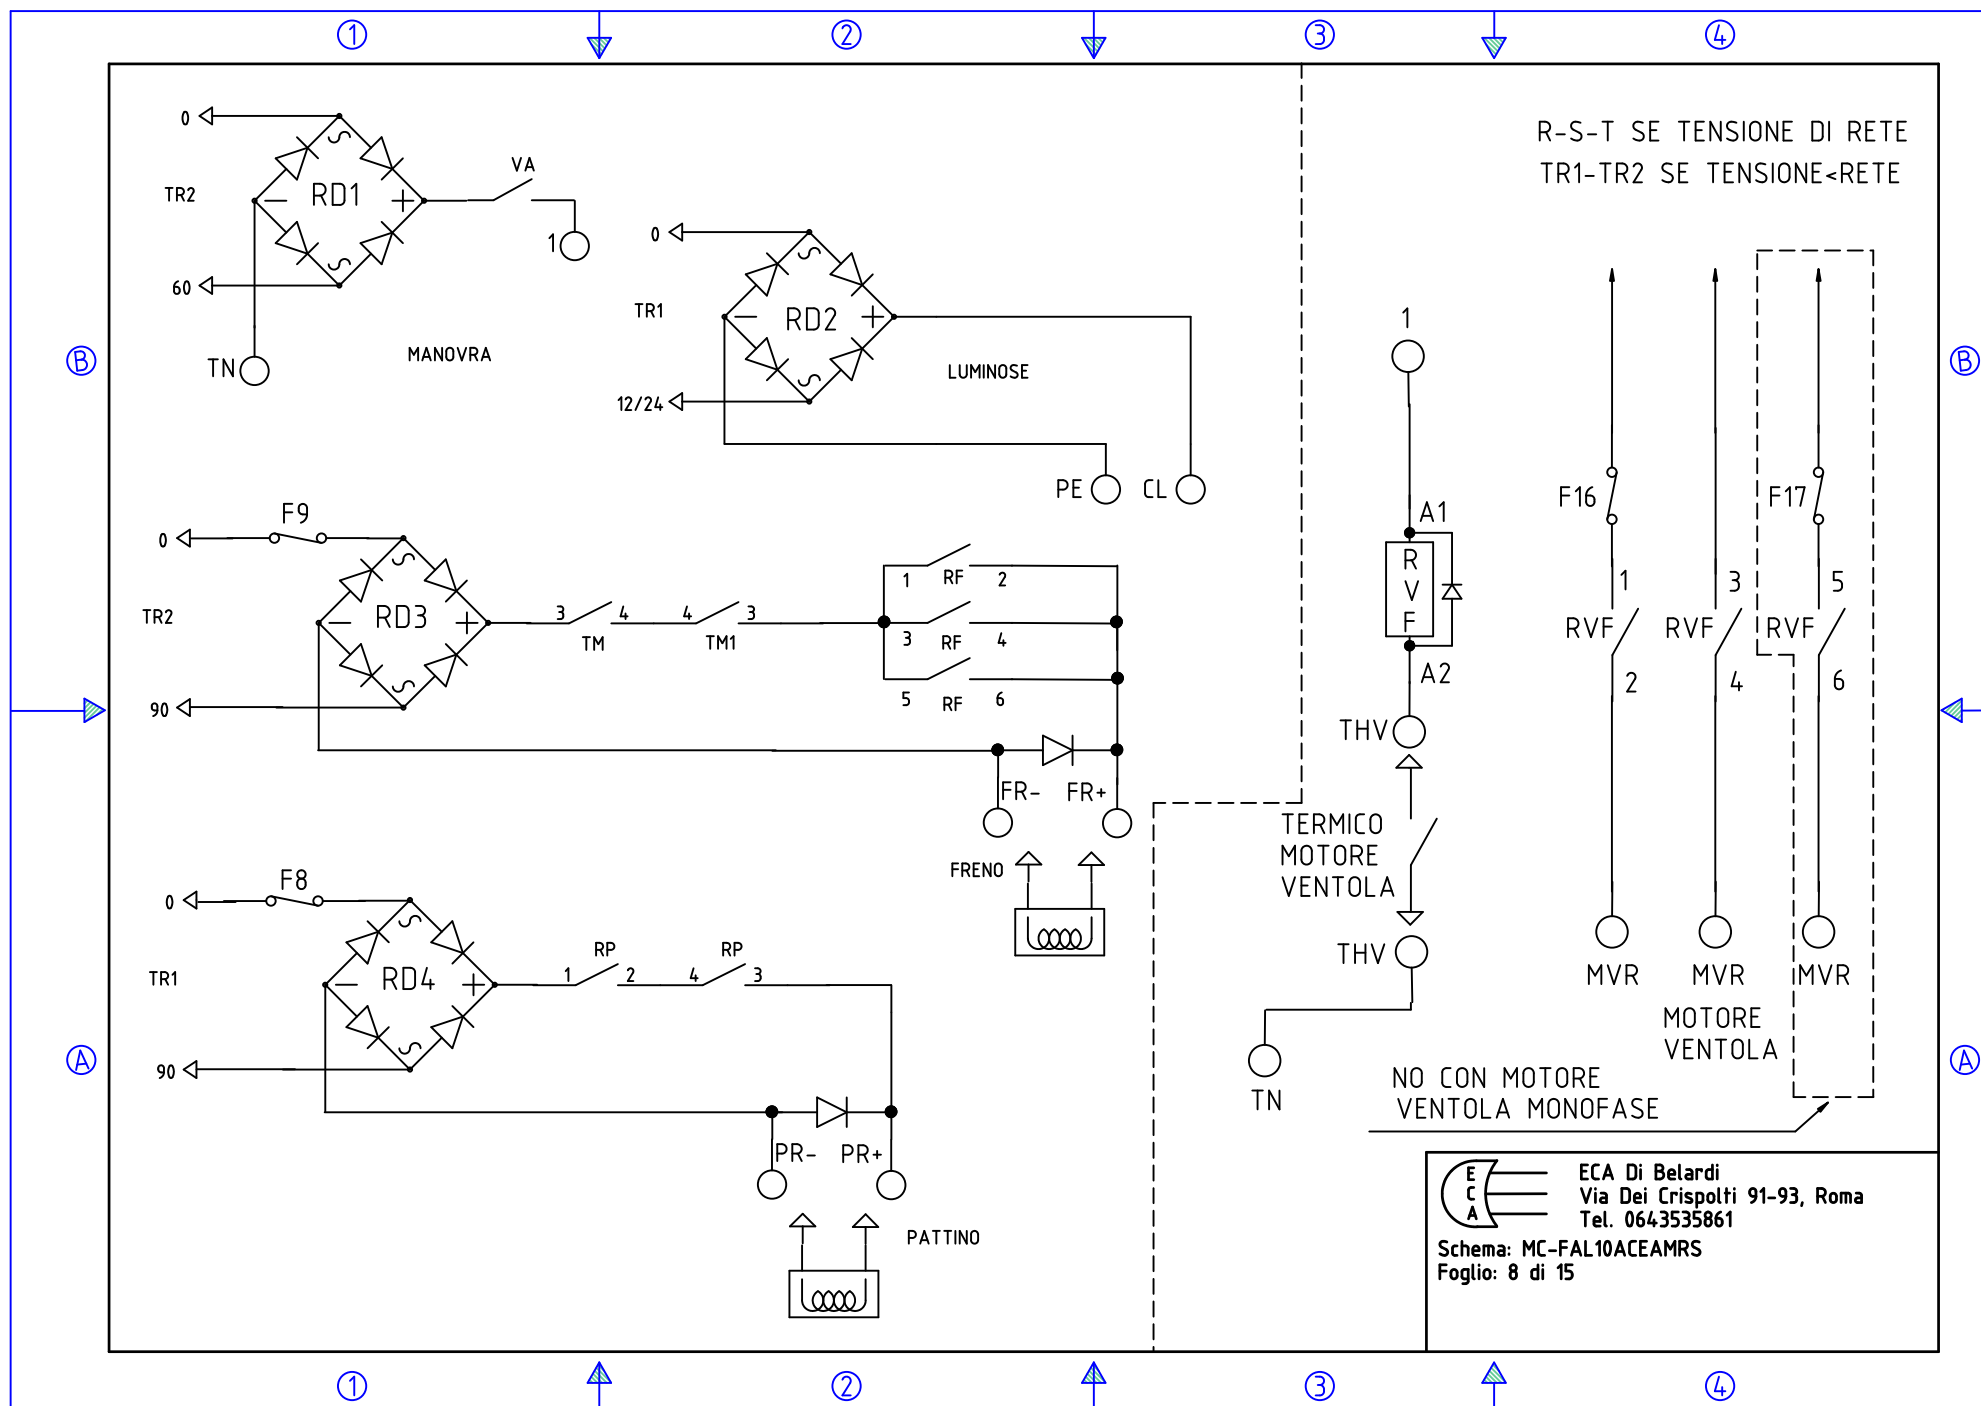 1 2 3 4
0
TR2
RD1
VA
1
60
TN
MANOVRA
0
TR1
RD2
12/24
LUMINOSE
PE CL
F9
0
TR2
RD3
90
3 4
TM
4 3
TM1
1 RF 2
3 RF 4
5 RF 6
FR- FR+
FRENO
F8
0
TR1
RD4
90
RP
1 2
RP
4 3
PR- PR+
PATTINO
1
A1
R
V
F
A2
THV
TERMICO
MOTORE
VENTOLA
THV
TN
R-S-T SE TENSIONE DI RETE
TR1-TR2 SE TENSIONE<RETE
F16 F17
1 3 5
RVF RVF RVF
2 4 6
MVR MVR MVR
MOTORE
VENTOLA
NO CON MOTORE
VENTOLA MONOFASE
B B
A A
E
C
A
ECA Di Belardi
Via Dei Crispolti 91-93, Roma
Tel. 0643535861
Schema: MC-FAL10ACEAMRS
Foglio: 8 di 15
1 2 3 4